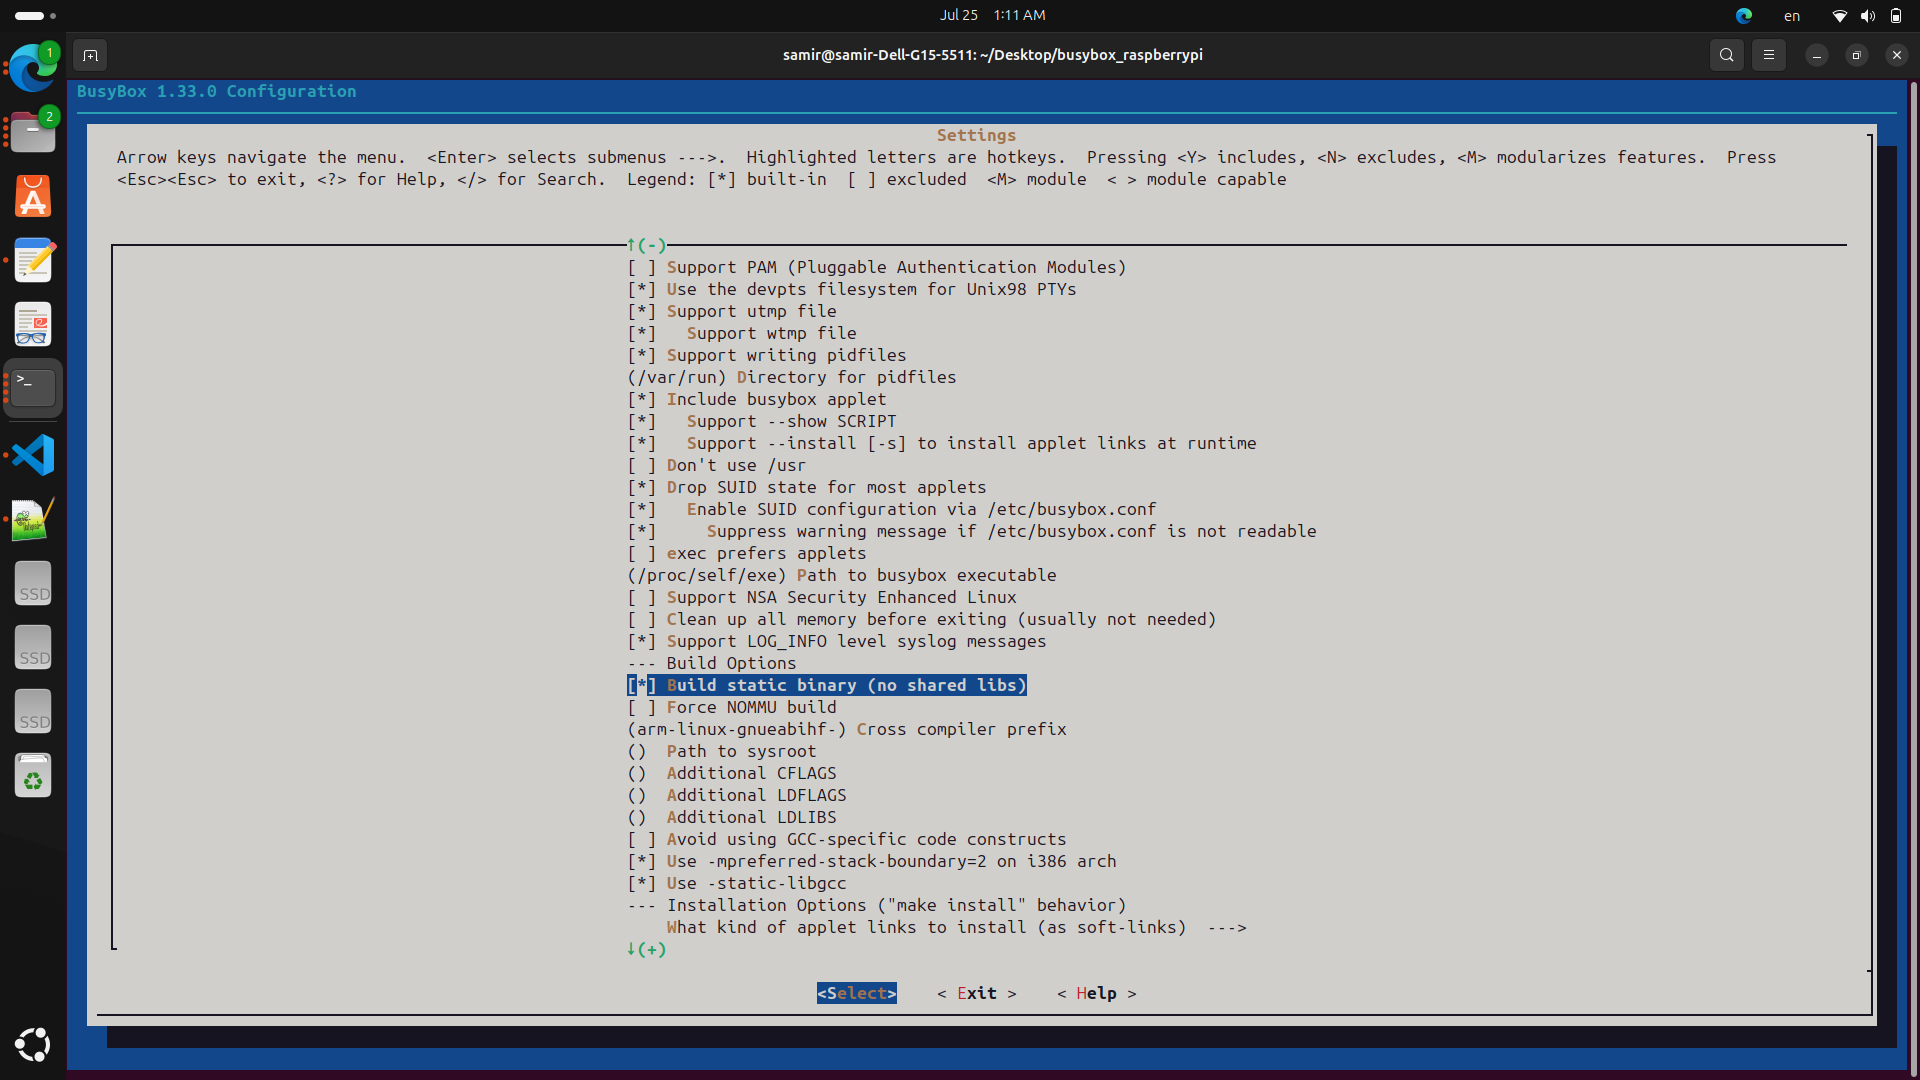 Jul 25 1:11 AM
en
1
samir@samir-Dell-G15-5511: ~/Desktop/busybox_raspberrypi
BusyBox 1.33.0 Configuration
2
Settings
Arrow keys navigate the menu. <Enter> selects submenus --->. Highlighted letters are hotkeys. Pressing <Y> includes, <N> excludes, <M> modularizes features. Press
<Esc><Esc> to exit, <?> for Help, </> for Search. Legend: [*] built-in [ ] excluded <M> module < > module capable
↑(-)
[ ] Support PAM (Pluggable Authentication Modules)
[*] Use the devpts filesystem for Unix98 PTYs
[*] Support utmp file
[*]   Support wtmp file
[*] Support writing pidfiles
(/var/run) Directory for pidfiles
[*] Include busybox applet
[*]   Support --show SCRIPT
[*]   Support --install [-s] to install applet links at runtime
[ ] Don't use /usr
[*] Drop SUID state for most applets
[*]   Enable SUID configuration via /etc/busybox.conf
[*]     Suppress warning message if /etc/busybox.conf is not readable
[ ] exec prefers applets
(/proc/self/exe) Path to busybox executable
[ ] Support NSA Security Enhanced Linux
[ ] Clean up all memory before exiting (usually not needed)
[*] Support LOG_INFO level syslog messages
--- Build Options
[*] Build static binary (no shared libs)
[ ] Force NOMMU build
(arm-linux-gnueabihf-) Cross compiler prefix
() Path to sysroot
() Additional CFLAGS
() Additional LDFLAGS
() Additional LDLIBS
[ ] Avoid using GCC-specific code constructs
[*] Use -mpreferred-stack-boundary=2 on i386 arch
[*] Use -static-libgcc
--- Installation Options ("make install" behavior)
What kind of applet links to install (as soft-links) --->
↓(+)
<Select> < Exit > < Help >
>_
SSD
SSD
SSD